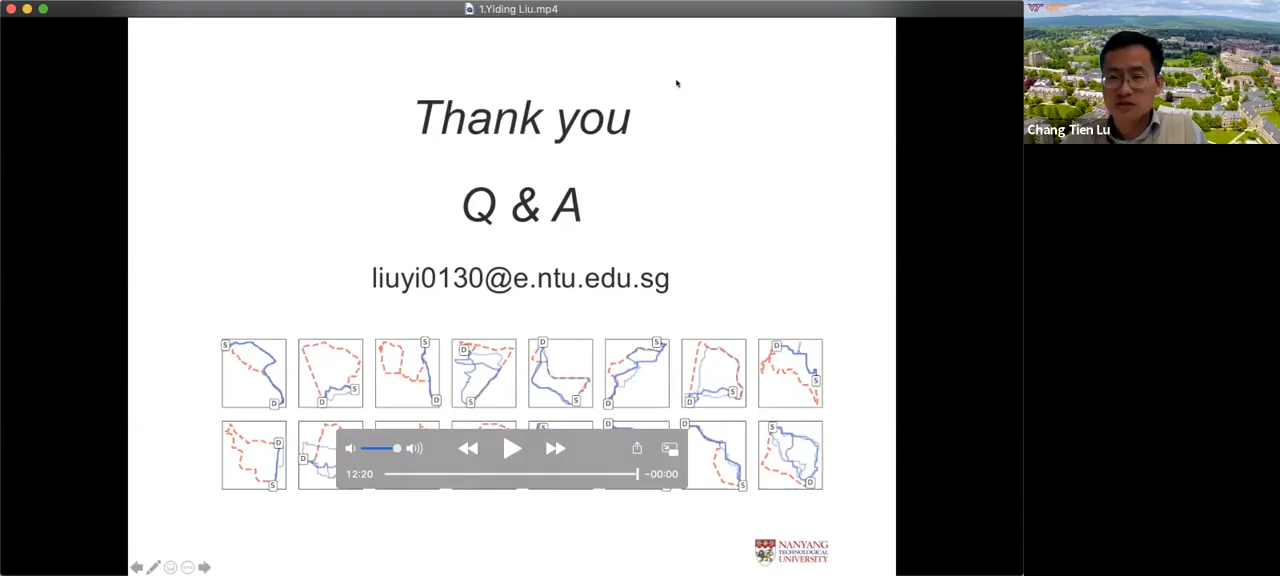 1.Yiding Liu.mp4
Thank you
Q & A
liuyi0130@e.ntu.edu.sg
S
D
D
S
S
D
D
S
D
S
S
D
S
D
D
S
D
S
D
S
D
S
S
D
12:20
-00:00
NANYANG
TECHNOLOGICAL
UNIVERSITY
VT
Chang Tien Lu